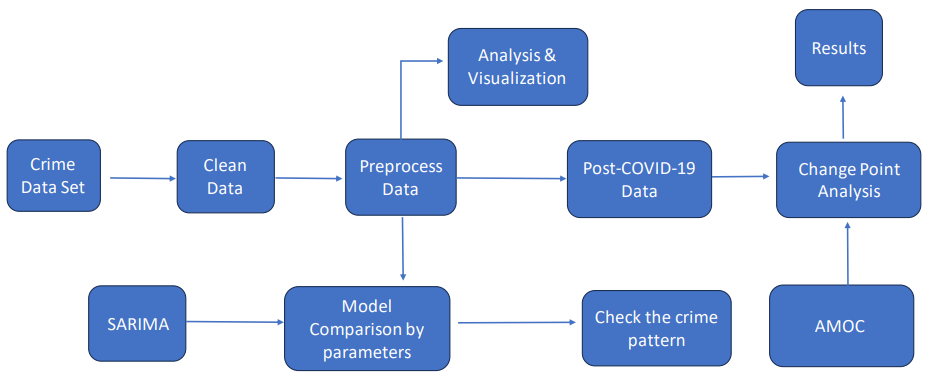 Analysis &
Visualization
Results
Crime
Data Set
Clean
Data
Preprocess
Data
Post-COVID-19
Data
Change Point
Analysis
SARIMA
Model
Comparison by
parameters
Check the crime
pattern
AMOC